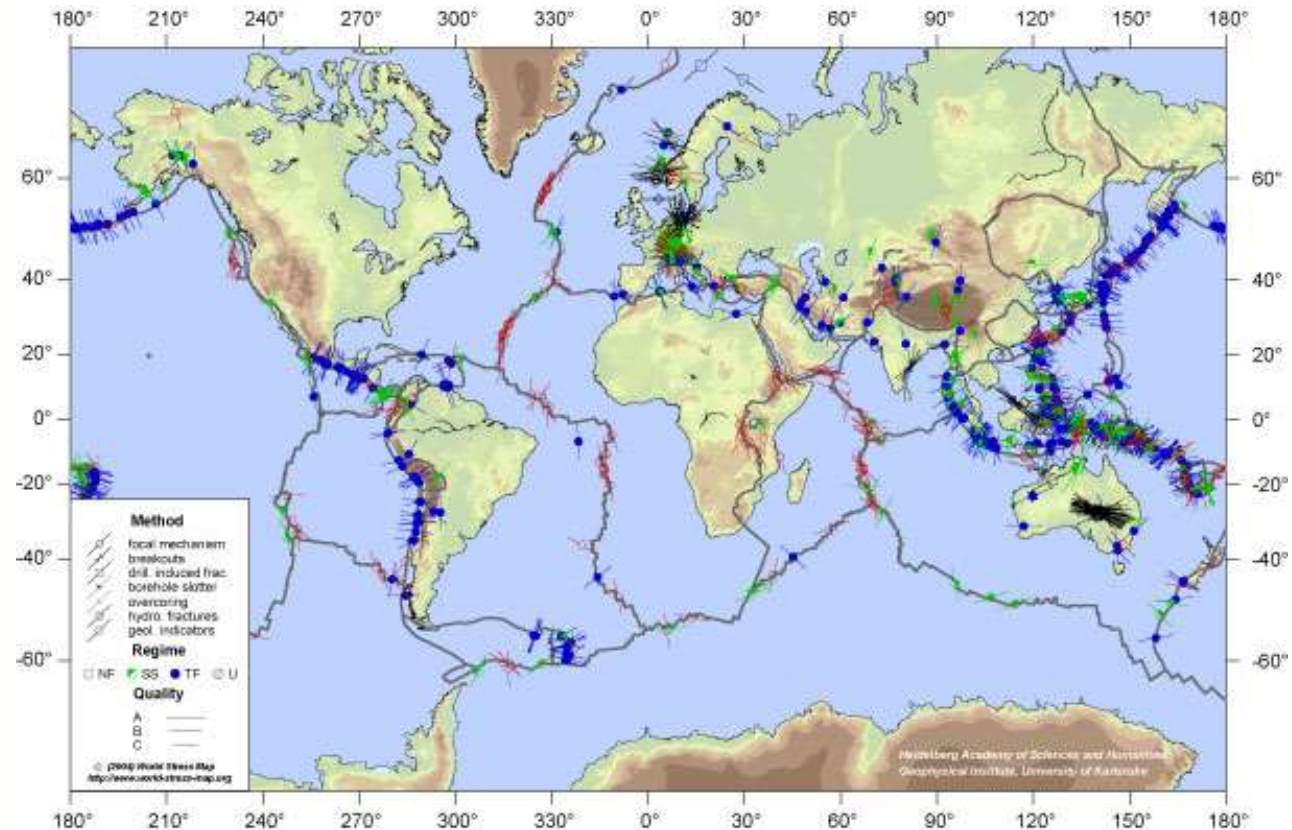 180° 210° 240° 270° 300° 330° 0° 30° 60° 90° 120° 150° 180°
60° 60°
40° 40°
20° 20°
0° 0°
-20° -20°
-40° -40°
-60° -60°
Method
focal mechanism
breakouts
drill. induced frac.
borehole slotter
overcoring
hydro. fractures
geol. indicators
Regime
NF SS TF U
Quality
A
B
C
© (2004) World Stress Map
http://www.world-stress-map.org
Heidelberg Academy of Sciences and Humanities
Geophysical Institute, University of Karlsruhe
180° 210° 240° 270° 300° 330° 0° 30° 60° 90° 120° 150° 180°